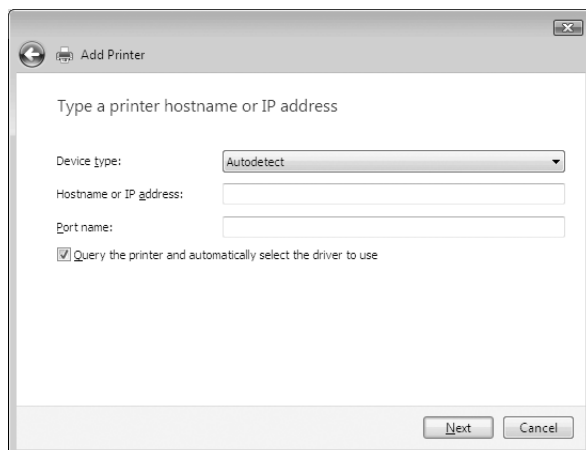 Add Printer
Type a printer hostname or IP address
Device type: Autodetect
Hostname or IP address:
Port name:
Query the printer and automatically select the driver to use
Next Cancel